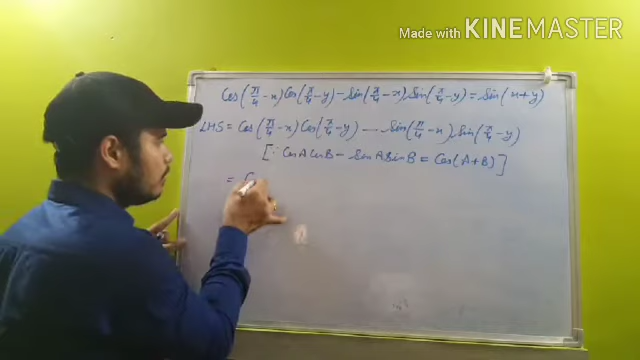 Made with KINEMASTER
Cos(π/4-x)Cos(π/4-y)-Sin(π/4-x)Sin(π/4-y)=Sin(x+y)
LHS = Cos(π/4-x)Cos(π/4-y)-Sin(π/4-x)Sin(π/4-y)
[∵ CosA CosB - SinA SinB = Cos(A+B)]
= C